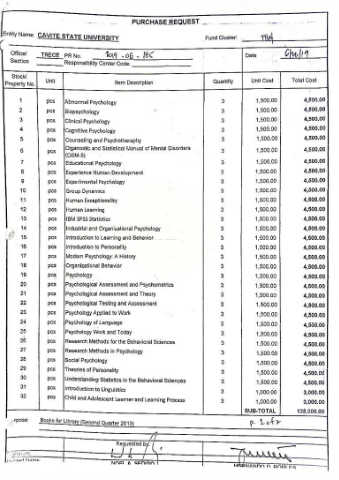 PURCHASE REQUEST
Entity Name: CAVITE STATE UNIVERSITY Fund Cluster: 164
Office/ Section TRECE PR No. 2019 -06- Date
Responsibility Center Code
Stock/ Property No. Unit Item Description Quantity Unit Cost Total Cost
1 pcs Abnormal Psychology 3 1,500.00 4,500.00
2 pcs Biopsychology 3 1,500.00 4,500.00
3 pcs Clinical Psychology 3 1,500.00 4,500.00
4 pcs Cognitive Psychology 3 1,500.00 4,500.00
5 pcs Counseling and Psychotherapy 3 1,500.00 4,500.00
6 pcs Diagnostic and Statistical Manual of Mental Disorders 3 1,500.00 4,500.00
7 pcs Educational Psychology 3 1,500.00 4,500.00
8 pcs Experience Human Development 3 1,500.00 4,500.00
9 pcs Experimental Psychology 3 1,500.00 4,500.00
10 pcs Group Dynamics 3 1,500.00 4,500.00
11 pcs Human Exceptionality 3 1,500.00 4,500.00
12 pcs Human Learning 3 1,500.00 4,500.00
13 pcs IBM SPSS Statistics 3 1,500.00 4,500.00
14 pcs Industrial and Organizational Psychology 3 1,500.00 4,500.00
15 pcs Introduction to Learning and Behavior 3 1,500.00 4,500.00
16 pcs Introduction to Personality 3 1,500.00 4,500.00
17 pcs Modern Psychology: A History 3 1,500.00 4,500.00
18 pcs Organizational Behavior 3 1,500.00 4,500.00
19 pcs Psychology 3 1,500.00 4,500.00
20 pcs Psychological Assessment and Psychometrics 3 1,500.00 4,500.00
21 pcs Psychological Assessment and Theory 3 1,500.00 4,500.00
22 pcs Psychological Testing and Assessment 3 1,500.00 4,500.00
23 pcs Psychology Applied to Work 3 1,500.00 4,500.00
24 pcs Psychology of Language 3 1,500.00 4,500.00
25 pcs Psychology Work and Today 3 1,500.00 4,500.00
26 pcs Research Methods for the Behavioral Sciences 3 1,500.00 4,500.00
27 pcs Research Methods in Psychology 3 1,500.00 4,500.00
28 pcs Social Psychology 3 1,500.00 4,500.00
29 pcs Theories of Personality 3 1,500.00 4,500.00
30 pcs Understanding Statistics in the Behavioral Sciences 3 1,500.00 4,500.00
31 pcs Introduction to Linguistics 3 1,000.00 3,000.00
32 pcs Child and Adolescent Learner and Learning Process 3 1,000.00 3,000.00
SUB-TOTAL
Books for Library (Second Quarter 2019) p. 1 of 2
Requested by: